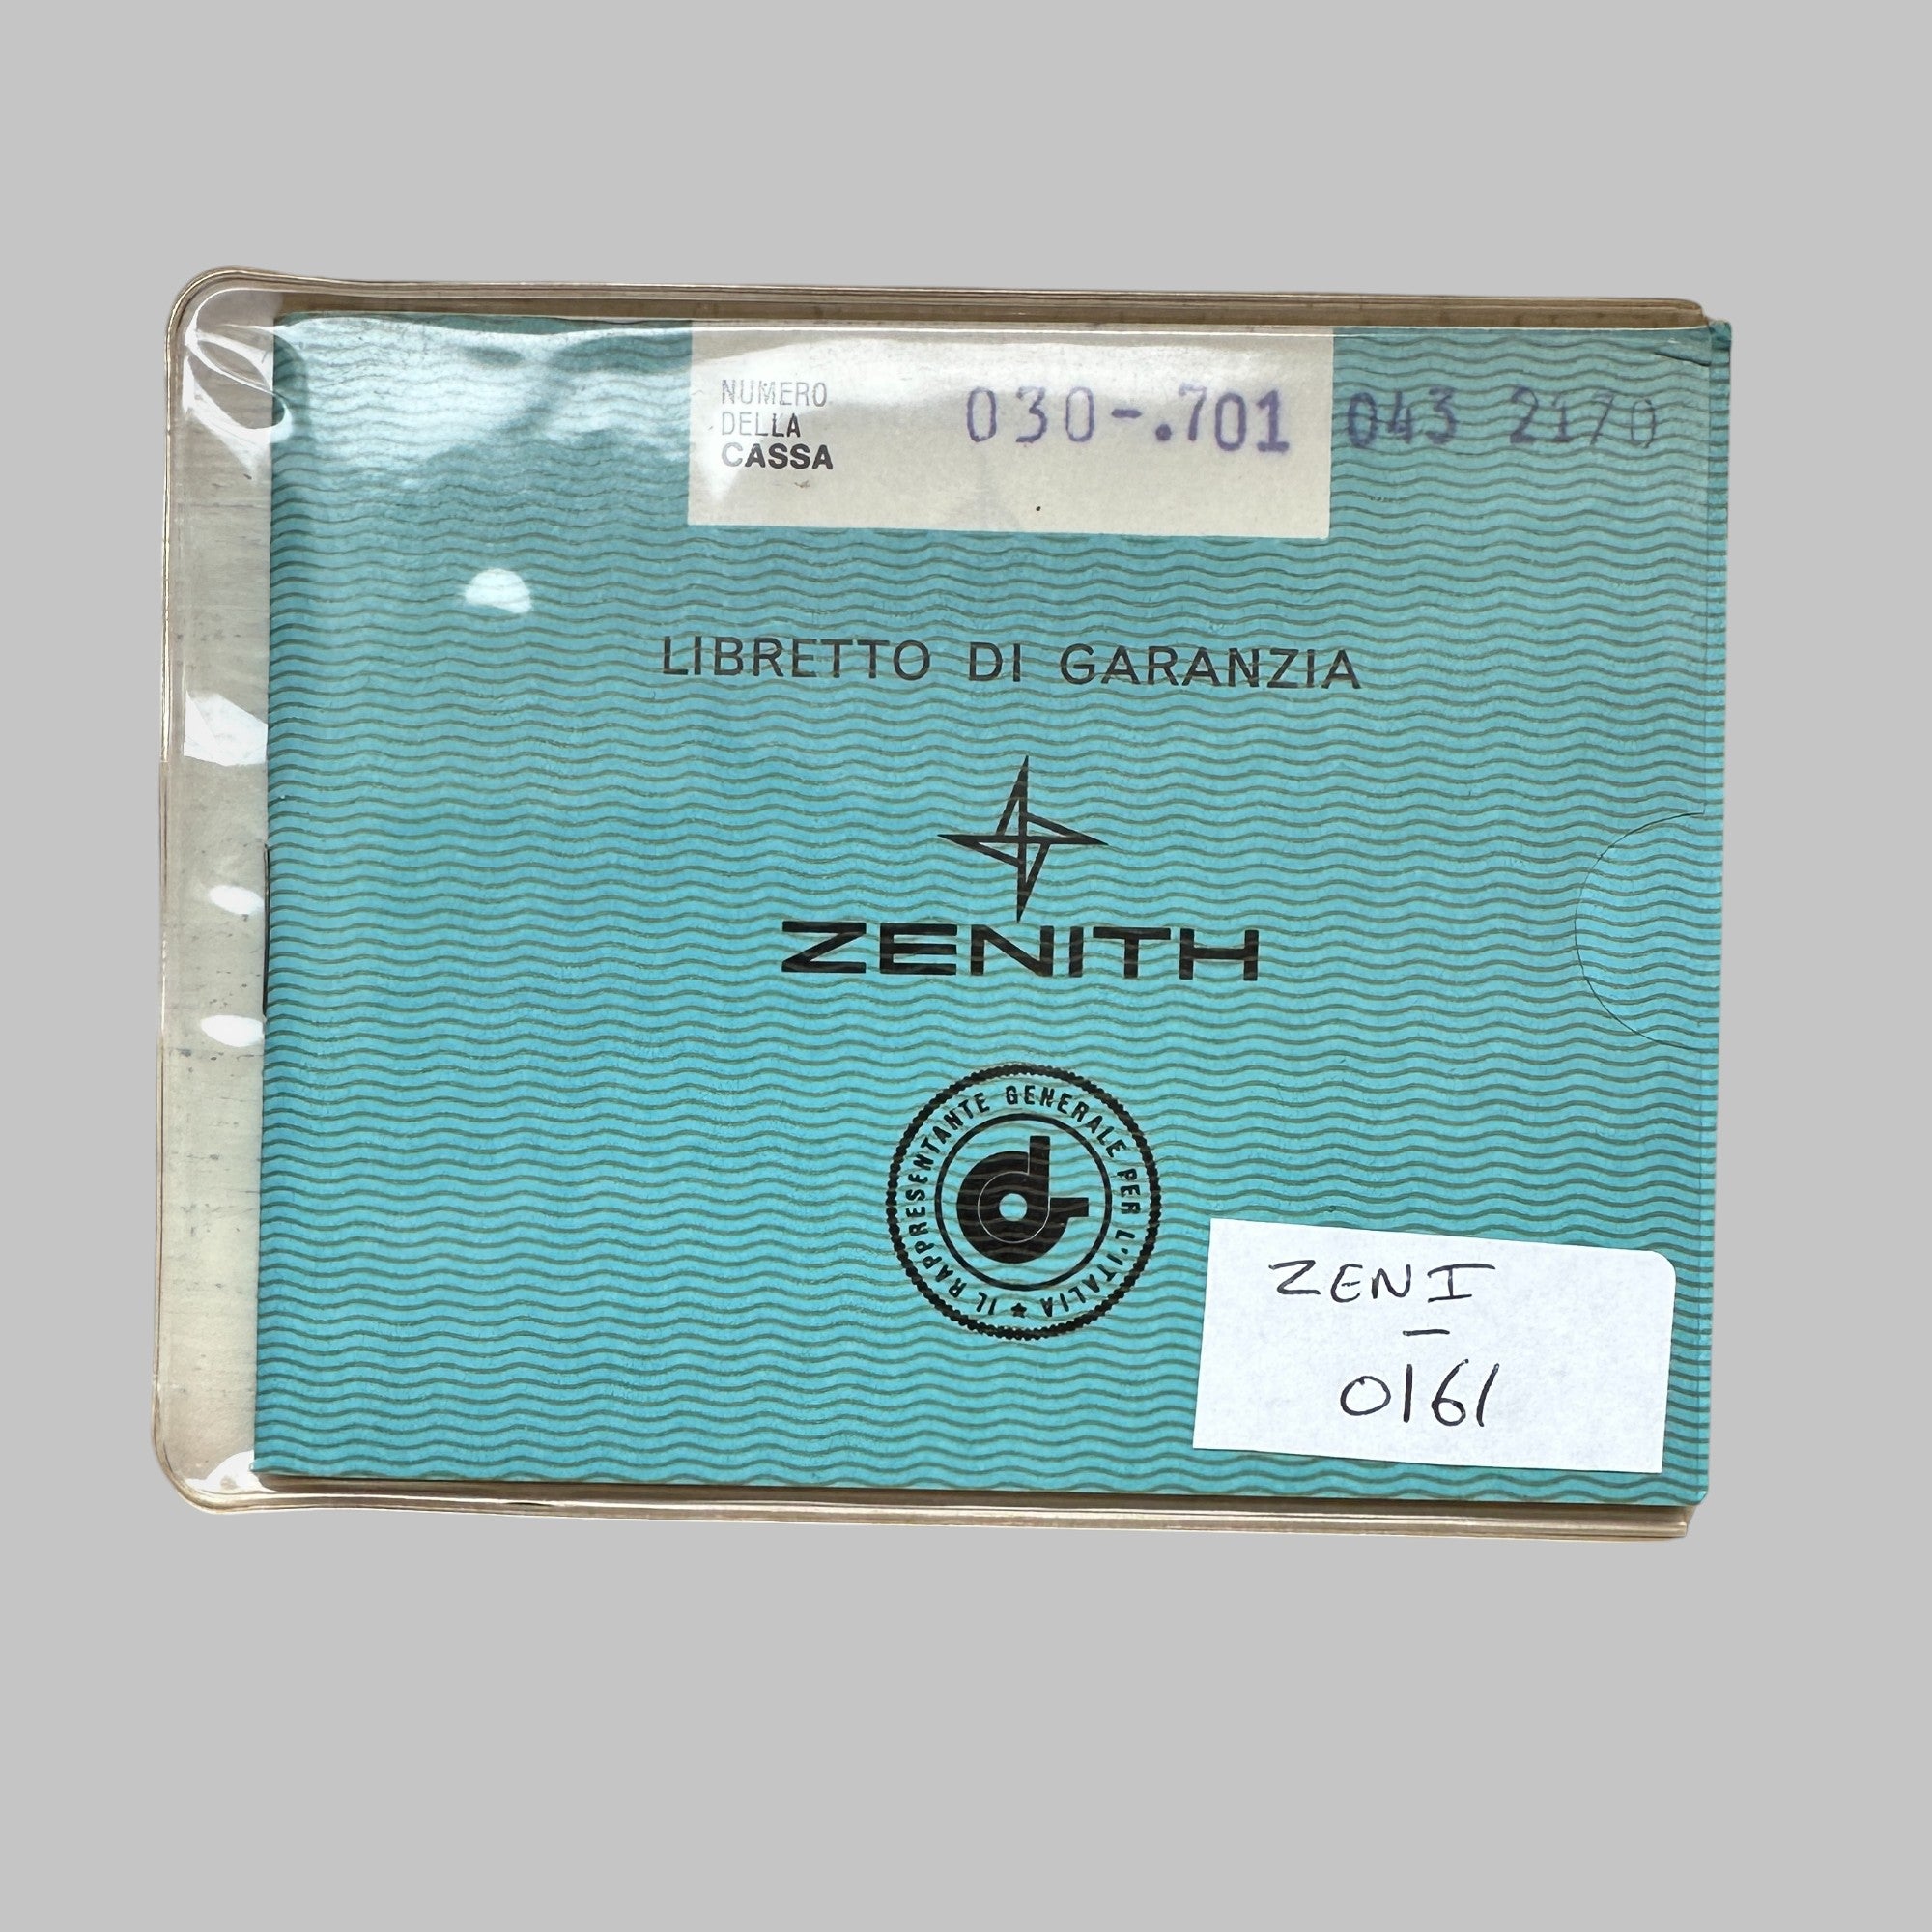 NUMERO
DELLA
CASSA
030-.701 043 2170
LIBRETTO DI GARANZIA
ZENITH
IL RAPPRESENTANTE GENERALE PER L'ITALIA
d
ZENI
-
0161